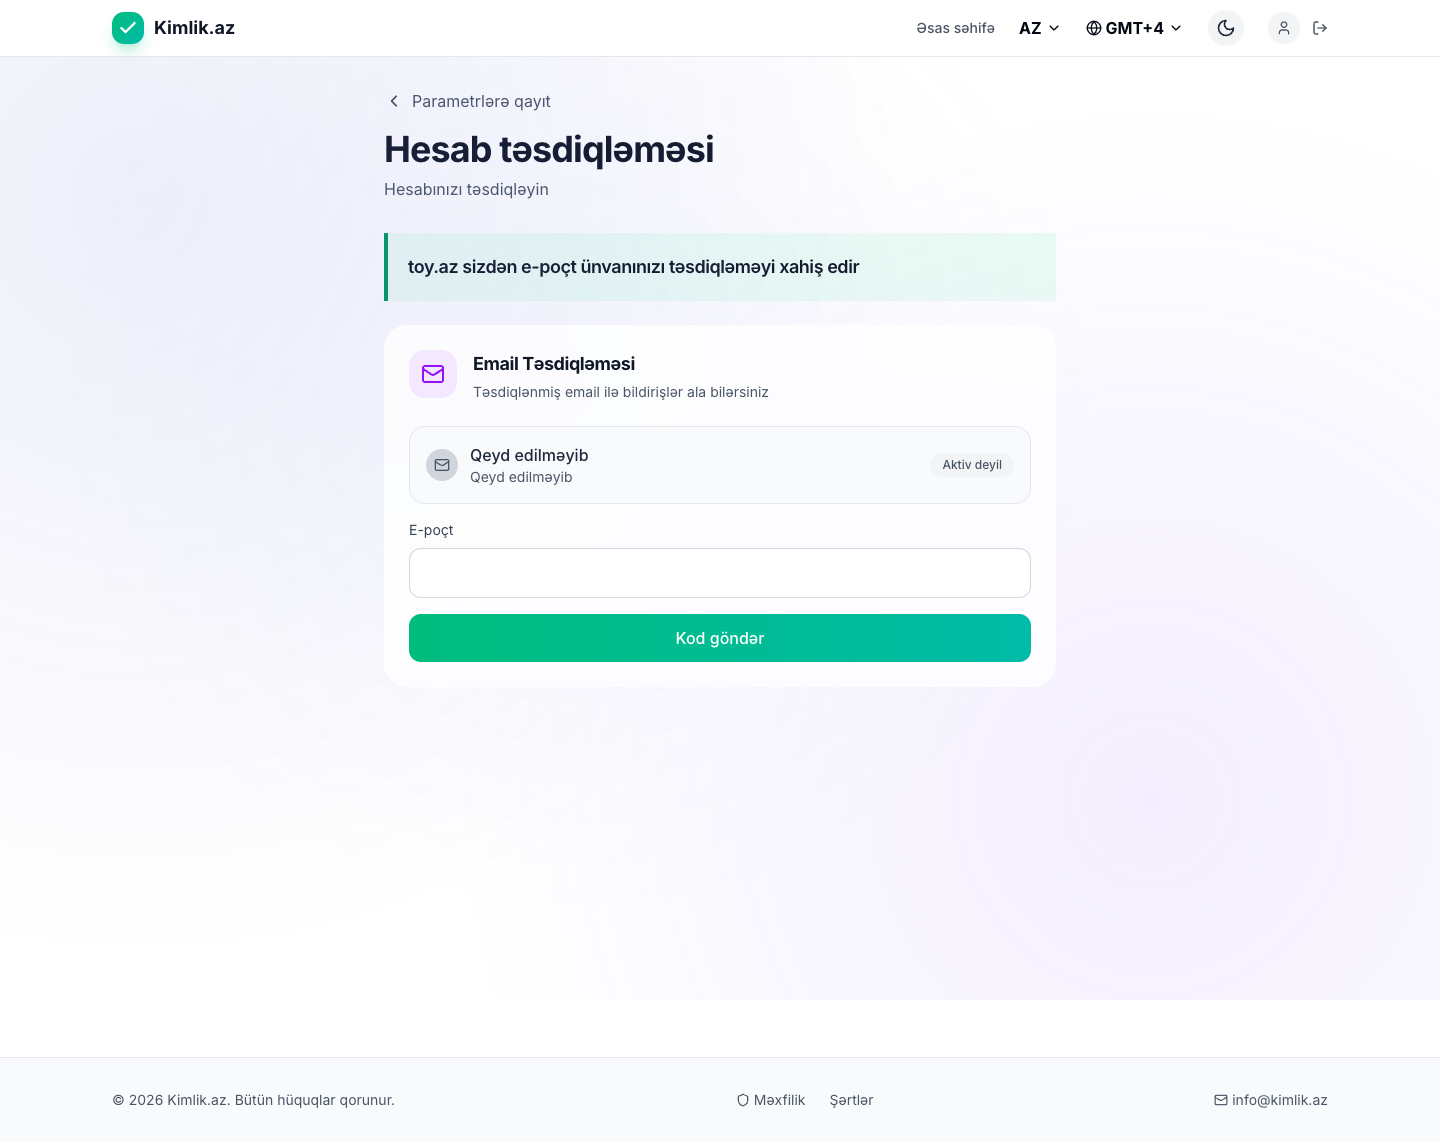 Kimlik.az
Əsas səhifə
AZ
GMT+4
Parametrlərə qayıt
Hesab təsdiqləməsi
Hesabınızı təsdiqləyin
toy.az sizdən e-poçt ünvanınızı təsdiqləməyi xahiş edir
Email Təsdiqləməsi
Təsdiqlənmiş email ilə bildirişlər ala bilərsiniz
Qeyd edilməyib
Qeyd edilməyib
Aktiv deyil
E-poçt
Kod göndər
© 2026 Kimlik.az. Bütün hüquqlar qorunur.
Məxfilik
Şərtlər
info@kimlik.az